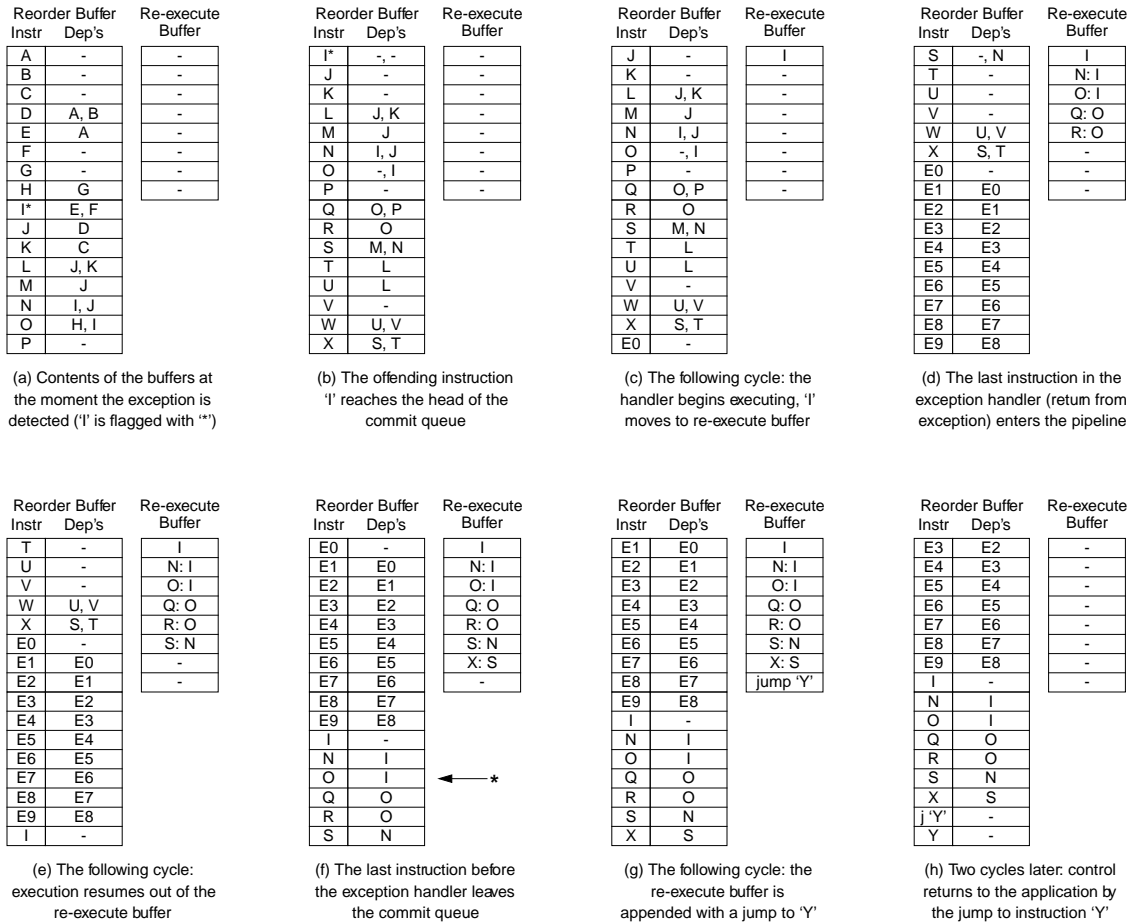 Reorder Buffer Re-execute
Instr Dep's Buffer
A - -
B - -
C - -
D A, B -
E A -
F - -
G - -
H G -
I* E, F
J D
K C
L J, K
M J
N I, J
O H, I
P -
(a) Contents of the buffers at
the moment the exception is
detected (‘I’ is flagged with ‘*’)
Reorder Buffer Re-execute
Instr Dep's Buffer
I* -, - -
J - -
K - -
L J, K -
M J -
N I, J -
O -, I -
P - -
Q O, P
R O
S M, N
T L
U L
V -
W U, V
X S, T
(b) The offending instruction
‘I’ reaches the head of the
commit queue
Reorder Buffer Re-execute
Instr Dep's Buffer
J - I
K - -
L J, K -
M J -
N I, J -
O -, I -
P - -
Q O, P -
R O
S M, N
T L
U L
V -
W U, V
X S, T
E0 -
(c) The following cycle: the
handler begins executing, ‘I’
moves to re-execute buffer
Reorder Buffer Re-execute
Instr Dep's Buffer
S -, N I
T - N: I
U - O: I
V - Q: O
W U, V R: O
X S, T -
E0 - -
E1 E0 -
E2 E1
E3 E2
E4 E3
E5 E4
E6 E5
E7 E6
E8 E7
E9 E8
(d) The last instruction in the
exception handler (return from
exception) enters the pipeline
Reorder Buffer Re-execute
Instr Dep's Buffer
T - I
U - N: I
V - O: I
W U, V Q: O
X S, T R: O
E0 - S: N
E1 E0 -
E2 E1 -
E3 E2
E4 E3
E5 E4
E6 E5
E7 E6
E8 E7
E9 E8
I -
(e) The following cycle:
execution resumes out of the
re-execute buffer
Reorder Buffer Re-execute
Instr Dep's Buffer
E0 - I
E1 E0 N: I
E2 E1 O: I
E3 E2 Q: O
E4 E3 R: O
E5 E4 S: N
E6 E5 X: S
E7 E6 -
E8 E7
E9 E8
I -
N I
O I *
Q O
R O
S N
(f) The last instruction before
the exception handler leaves
the commit queue
Reorder Buffer Re-execute
Instr Dep's Buffer
E1 E0 I
E2 E1 N: I
E3 E2 O: I
E4 E3 Q: O
E5 E4 R: O
E6 E5 S: N
E7 E6 X: S
E8 E7 jump ‘Y’
E9 E8
I -
N I
O I
Q O
R O
S N
X S
(g) The following cycle: the
re-execute buffer is
appended with a jump to ‘Y’
Reorder Buffer Re-execute
Instr Dep's Buffer
E3 E2 -
E4 E3 -
E5 E4 -
E6 E5 -
E7 E6 -
E8 E7 -
E9 E8 -
I - -
N I
O I
Q O
R O
S N
X S
j ‘Y’ -
Y -
(h) Two cycles later: control
returns to the application by
the jump to instruction ‘Y’